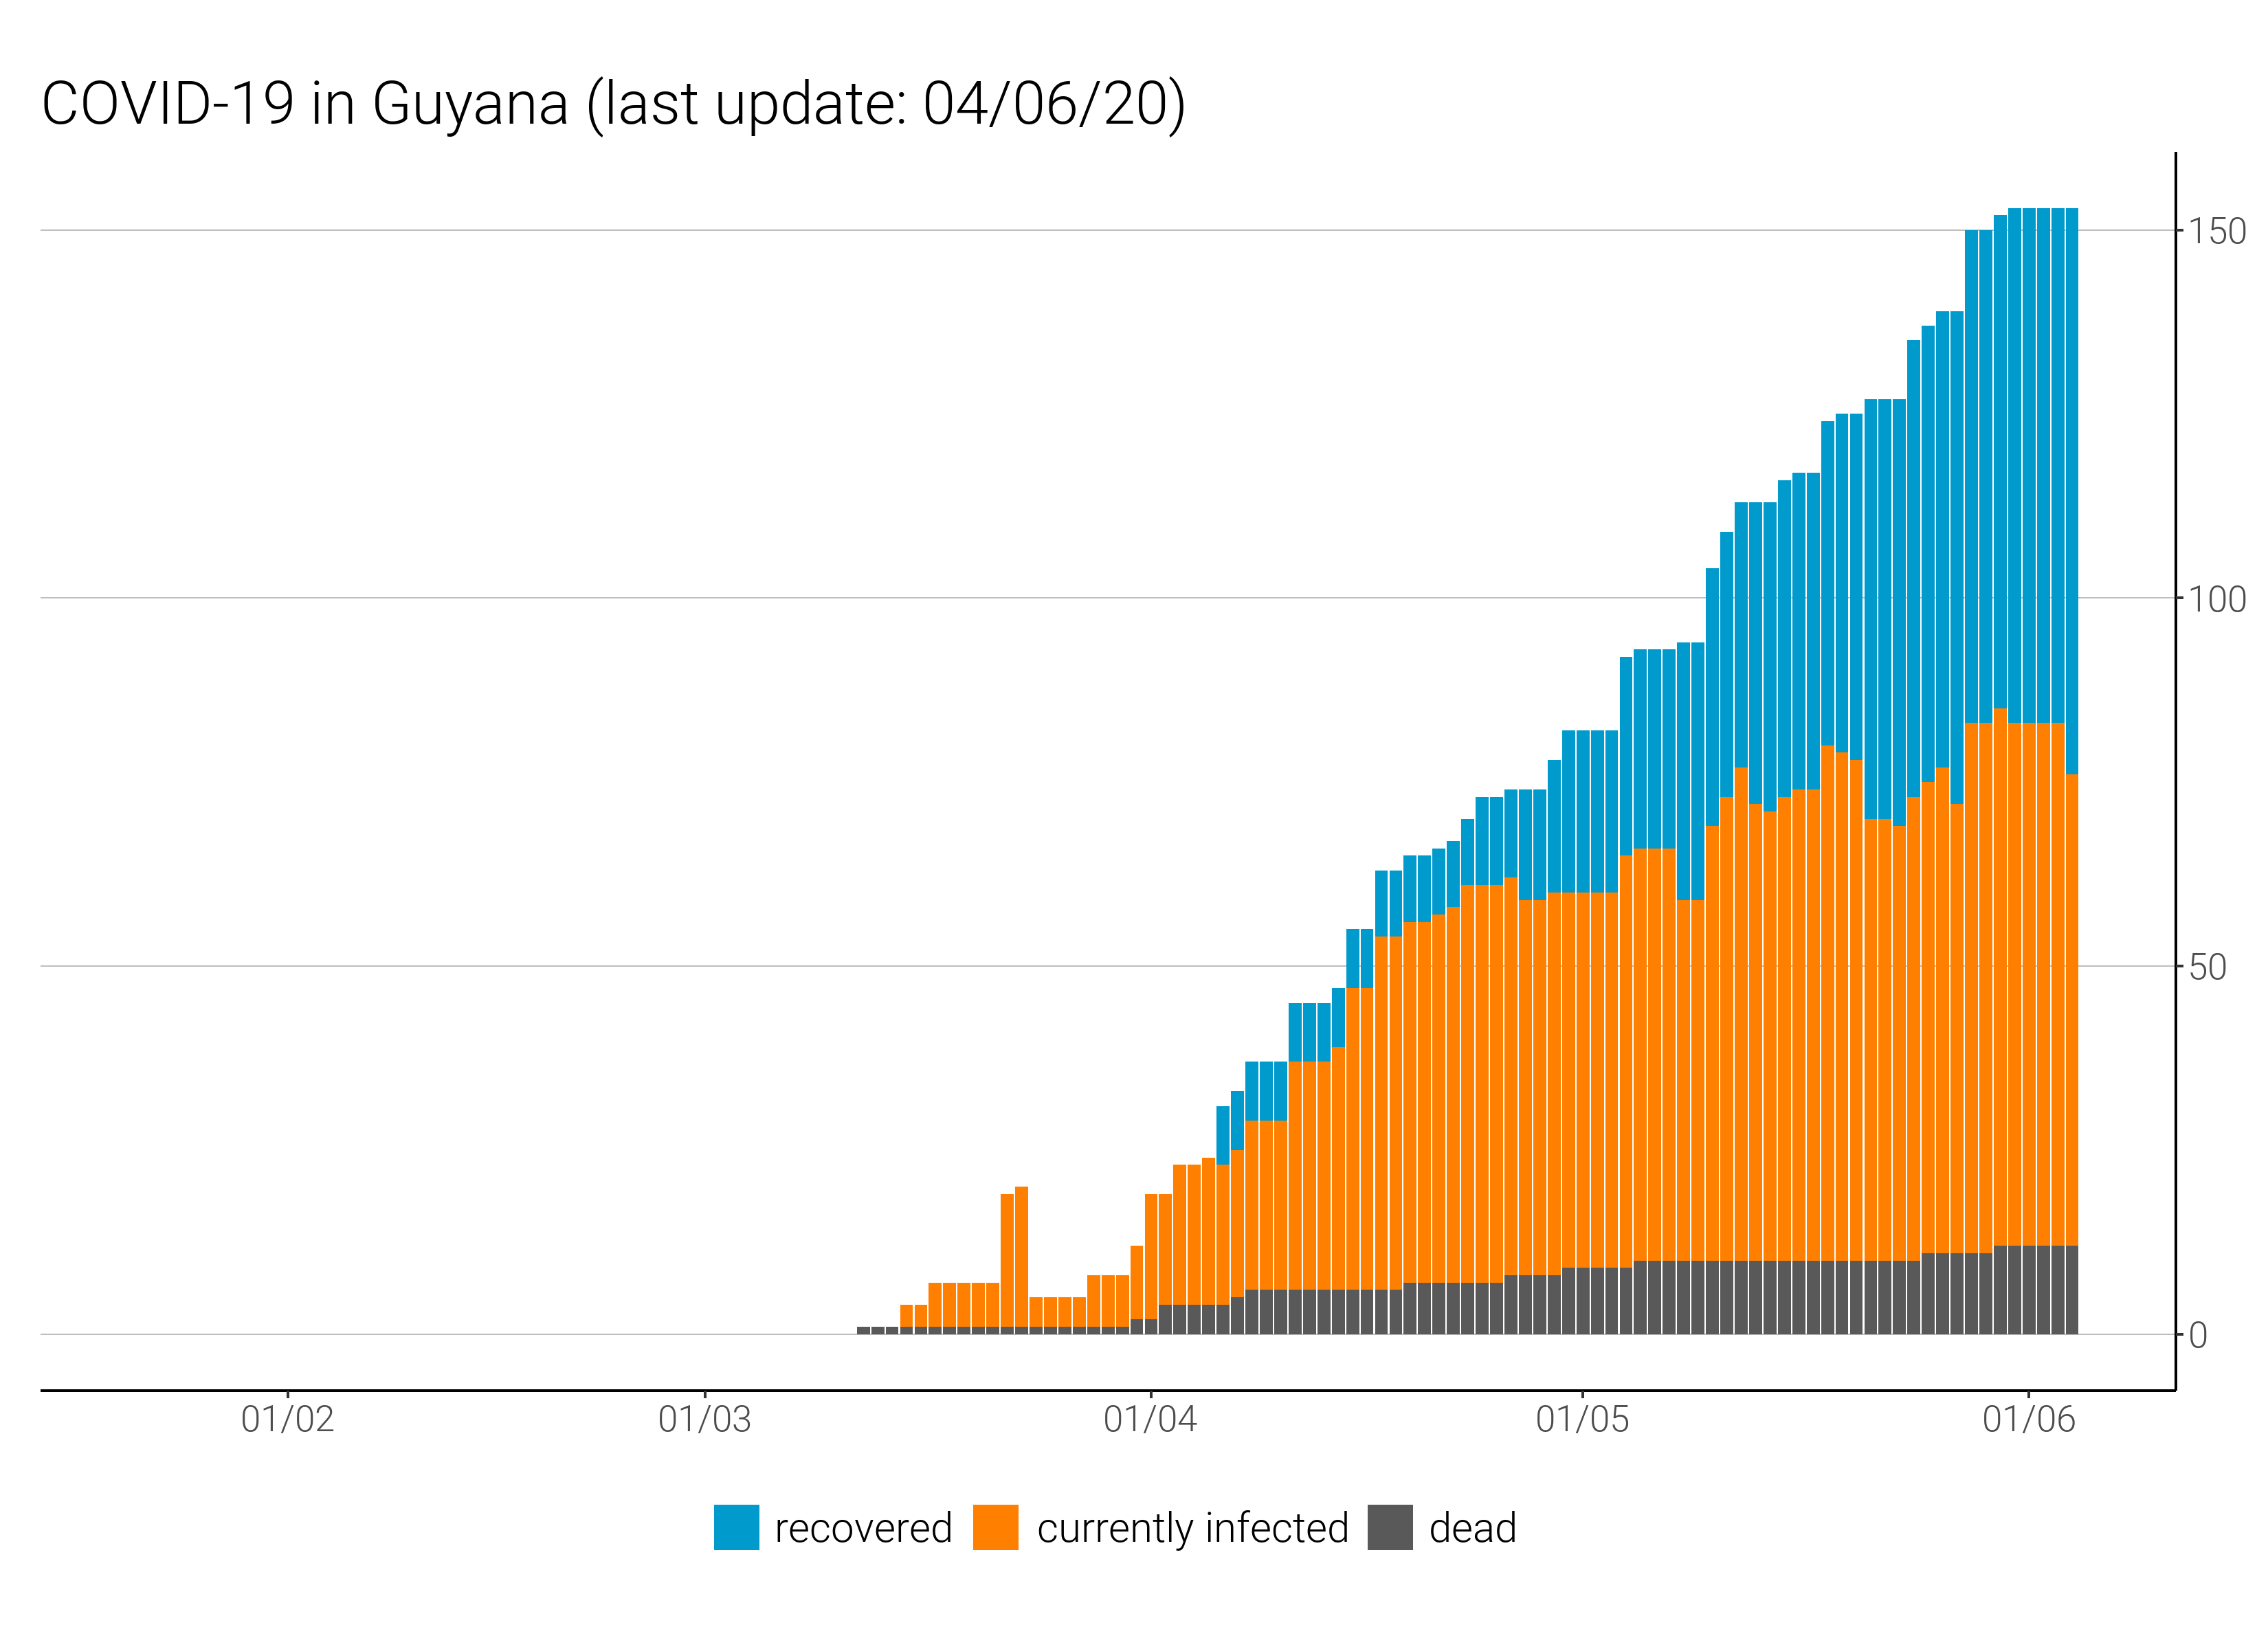 COVID-19 in Guyana (last update: 04/06/20)
150
100
50
0
01/02 01/03 01/04 01/05 01/06
recovered currently infected dead